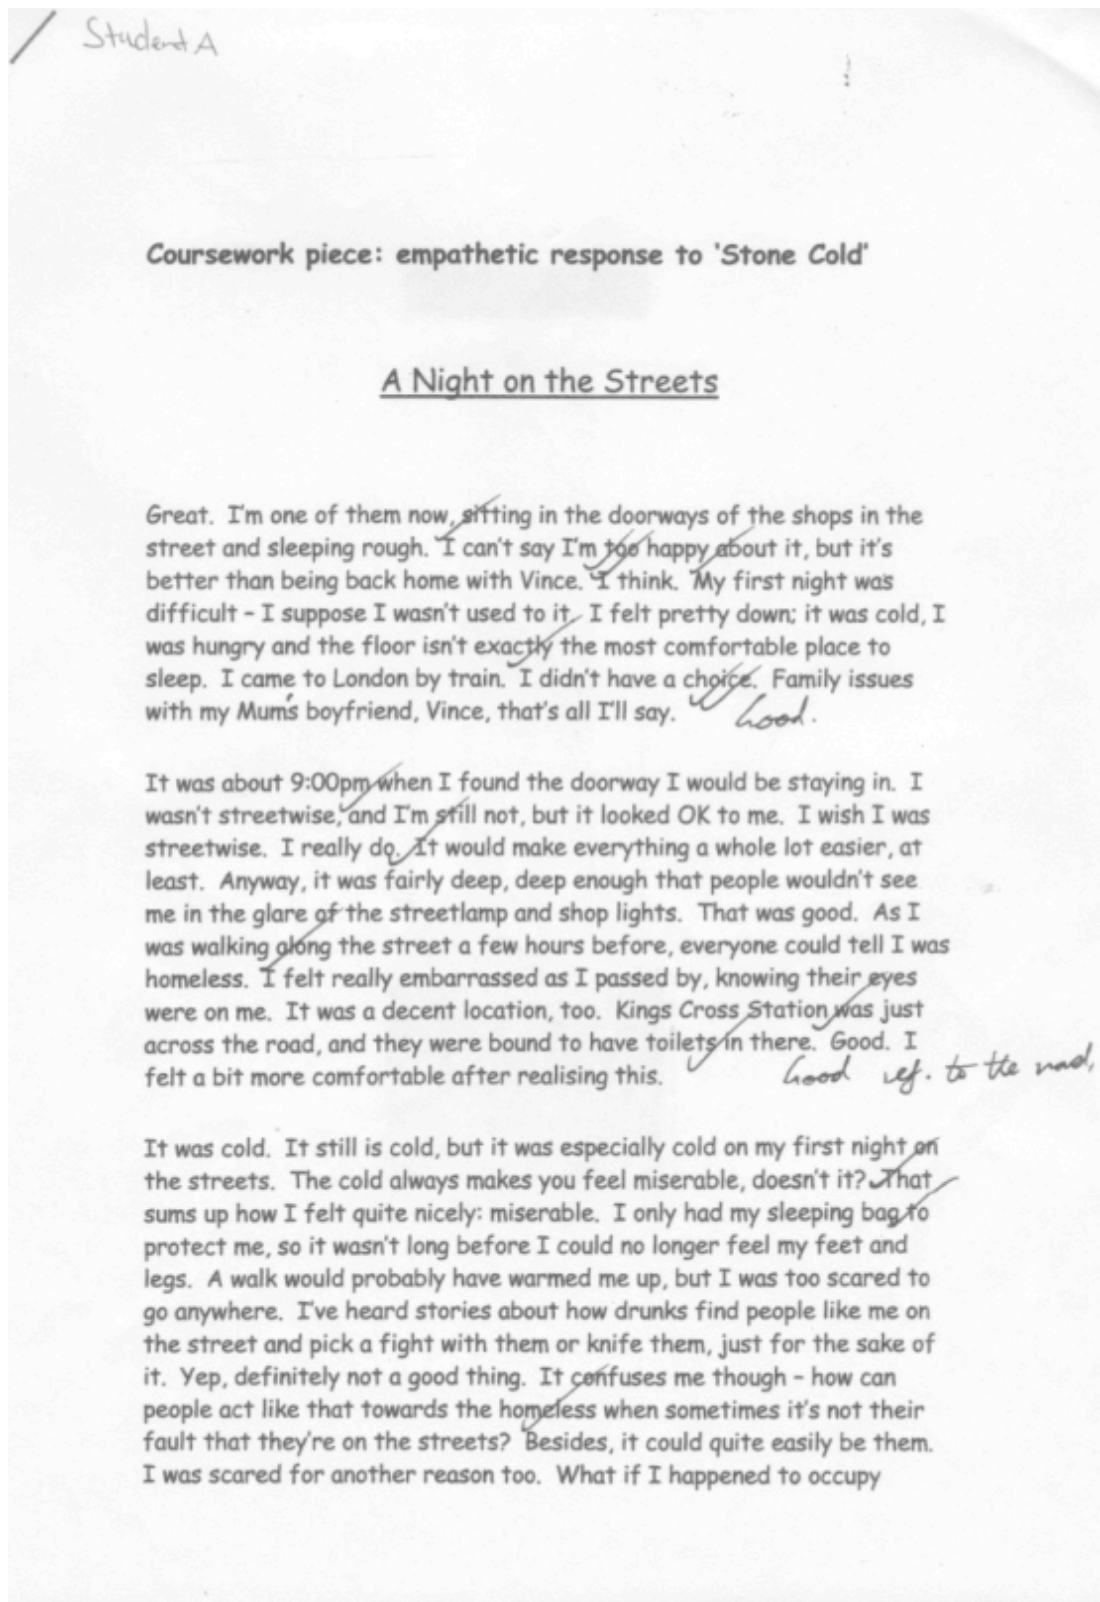 Student A
Coursework piece: empathetic response to 'Stone Cold'
A Night on the Streets
Great. I'm one of them now, sitting in the doorways of the shops in the
street and sleeping rough. I can't say I'm too happy about it, but it's
better than being back home with Vince. I think. My first night was
difficult – I suppose I wasn't used to it. I felt pretty down; it was cold, I
was hungry and the floor isn't exactly the most comfortable place to
sleep. I came to London by train. I didn't have a choice. Family issues
with my Mum's boyfriend, Vince, that's all I'll say. Good.
It was about 9:00pm when I found the doorway I would be staying in. I
wasn't streetwise, and I'm still not, but it looked OK to me. I wish I was
streetwise. I really do. It would make everything a whole lot easier, at
least. Anyway, it was fairly deep, deep enough that people wouldn't see
me in the glare of the streetlamp and shop lights. That was good. As I
was walking along the street a few hours before, everyone could tell I was
homeless. I felt really embarrassed as I passed by, knowing their eyes
were on me. It was a decent location, too. Kings Cross Station was just
across the road, and they were bound to have toilets in there. Good. I
felt a bit more comfortable after realising this. Good ref. to the
It was cold. It still is cold, but it was especially cold on my first night on
the streets. The cold always makes you feel miserable, doesn't it? That
sums up how I felt quite nicely: miserable. I only had my sleeping bag to
protect me, so it wasn't long before I could no longer feel my feet and
legs. A walk would probably have warmed me up, but I was too scared to
go anywhere. I've heard stories about how drunks find people like me on
the street and pick a fight with them or knife them, just for the sake of
it. Yep, definitely not a good thing. It confuses me though – how can
people act like that towards the homeless when sometimes it's not their
fault that they're on the streets? Besides, it could quite easily be them.
I was scared for another reason too. What if I happened to occupy